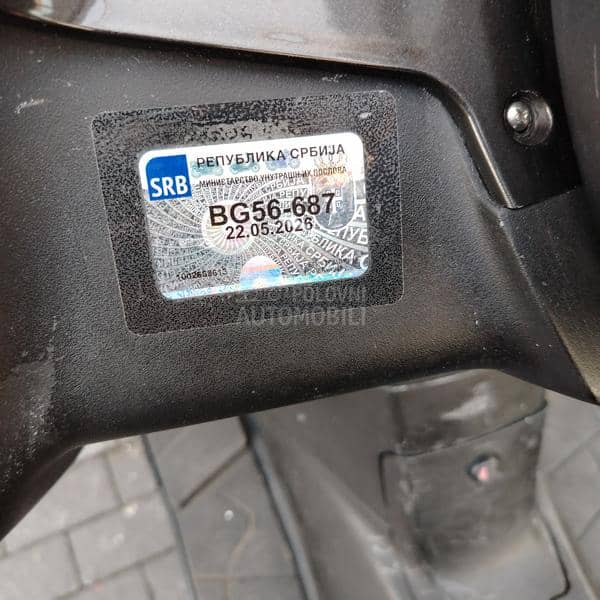 РЕПУБЛИКА СРБИЈА
SRB
МИНИСТАРСТВО УНУТРАШЊИХ ПОСЛОВА
BG56-687
22.05.2026
POLOVNI
AUTOMOBILI